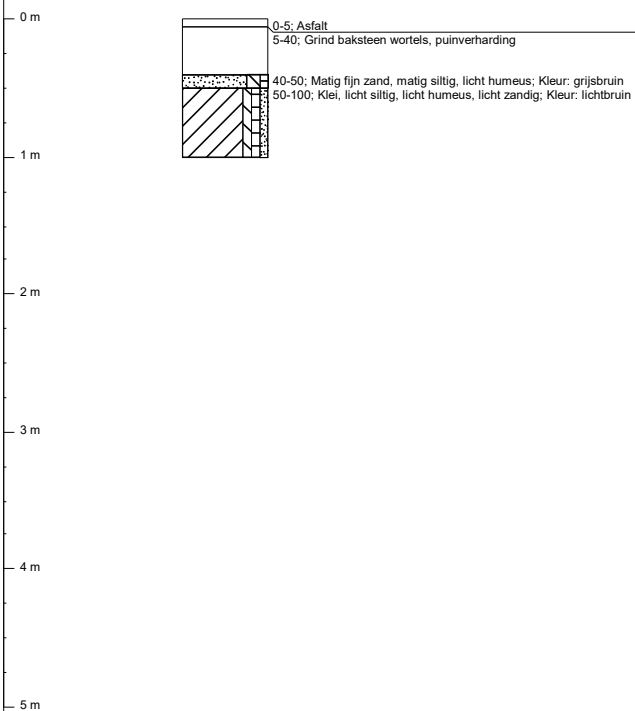 0 m
0-5; Asfalt
5-40; Grind baksteen wortels, puinverharding
40-50; Matig fijn zand, matig siltig, licht humeus; Kleur: grijsbruin
50-100; Klei, licht siltig, licht humeus, licht zandig; Kleur: lichtbruin
1 m
2 m
3 m
4 m
5 m